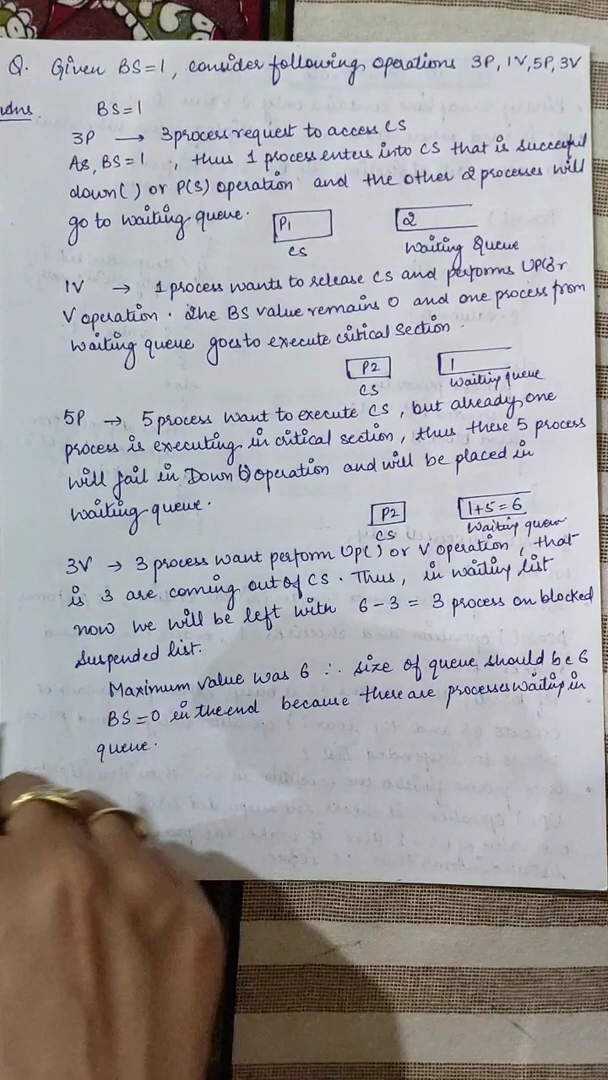 Q. Given BS=1, consider following operations 3P, 1V, 5P, 3V
Ans. BS=1
3P → 3 process request to access CS
As, BS=1, thus 1 process enters into CS that is succesful
down() or P(S) operation and the other 2 processes will
go to waiting queue.
P1
CS
2
Waiting Queue
1V → 1 process wants to release CS and performs UP or
V operation. The BS value remains 0 and one process from
waiting queue goes to execute critical section.
P2
CS
1
Waiting queue
5P → 5 process want to execute CS, but already one
process is executing in critical section, thus these 5 process
will fail in Down() operation and will be placed in
waiting queue.
P2
CS
1+5=6
Waiting queue
3V → 3 process want perform Up() or V operation, that
is 3 are coming out of CS. Thus, in waiting list
now we will be left with 6-3=3 process on blocked
suspended list.
Maximum value was 6 ∴ size of queue should be 6
BS=0 in the end because there are processes waiting in
queue.